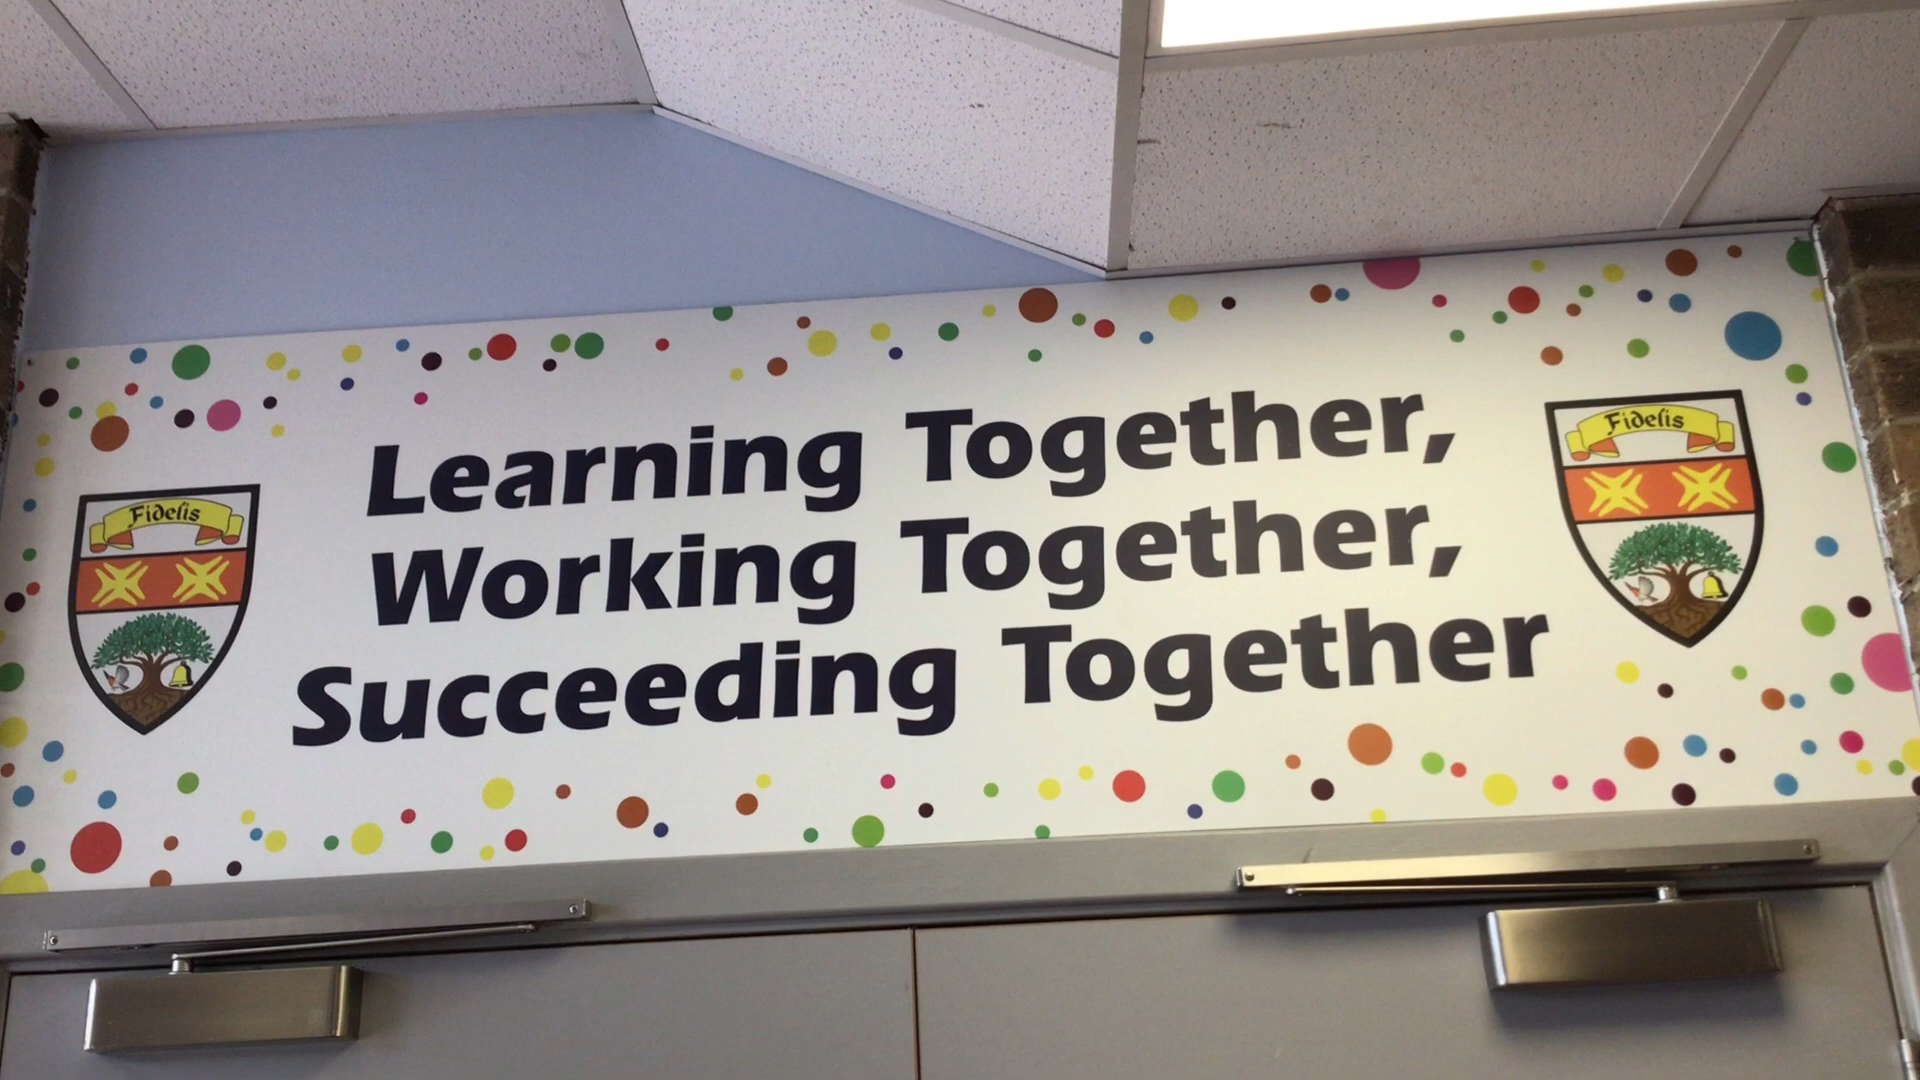 Learning Together,
Working Together,
Succeeding Together
Fidelis
Fidelis